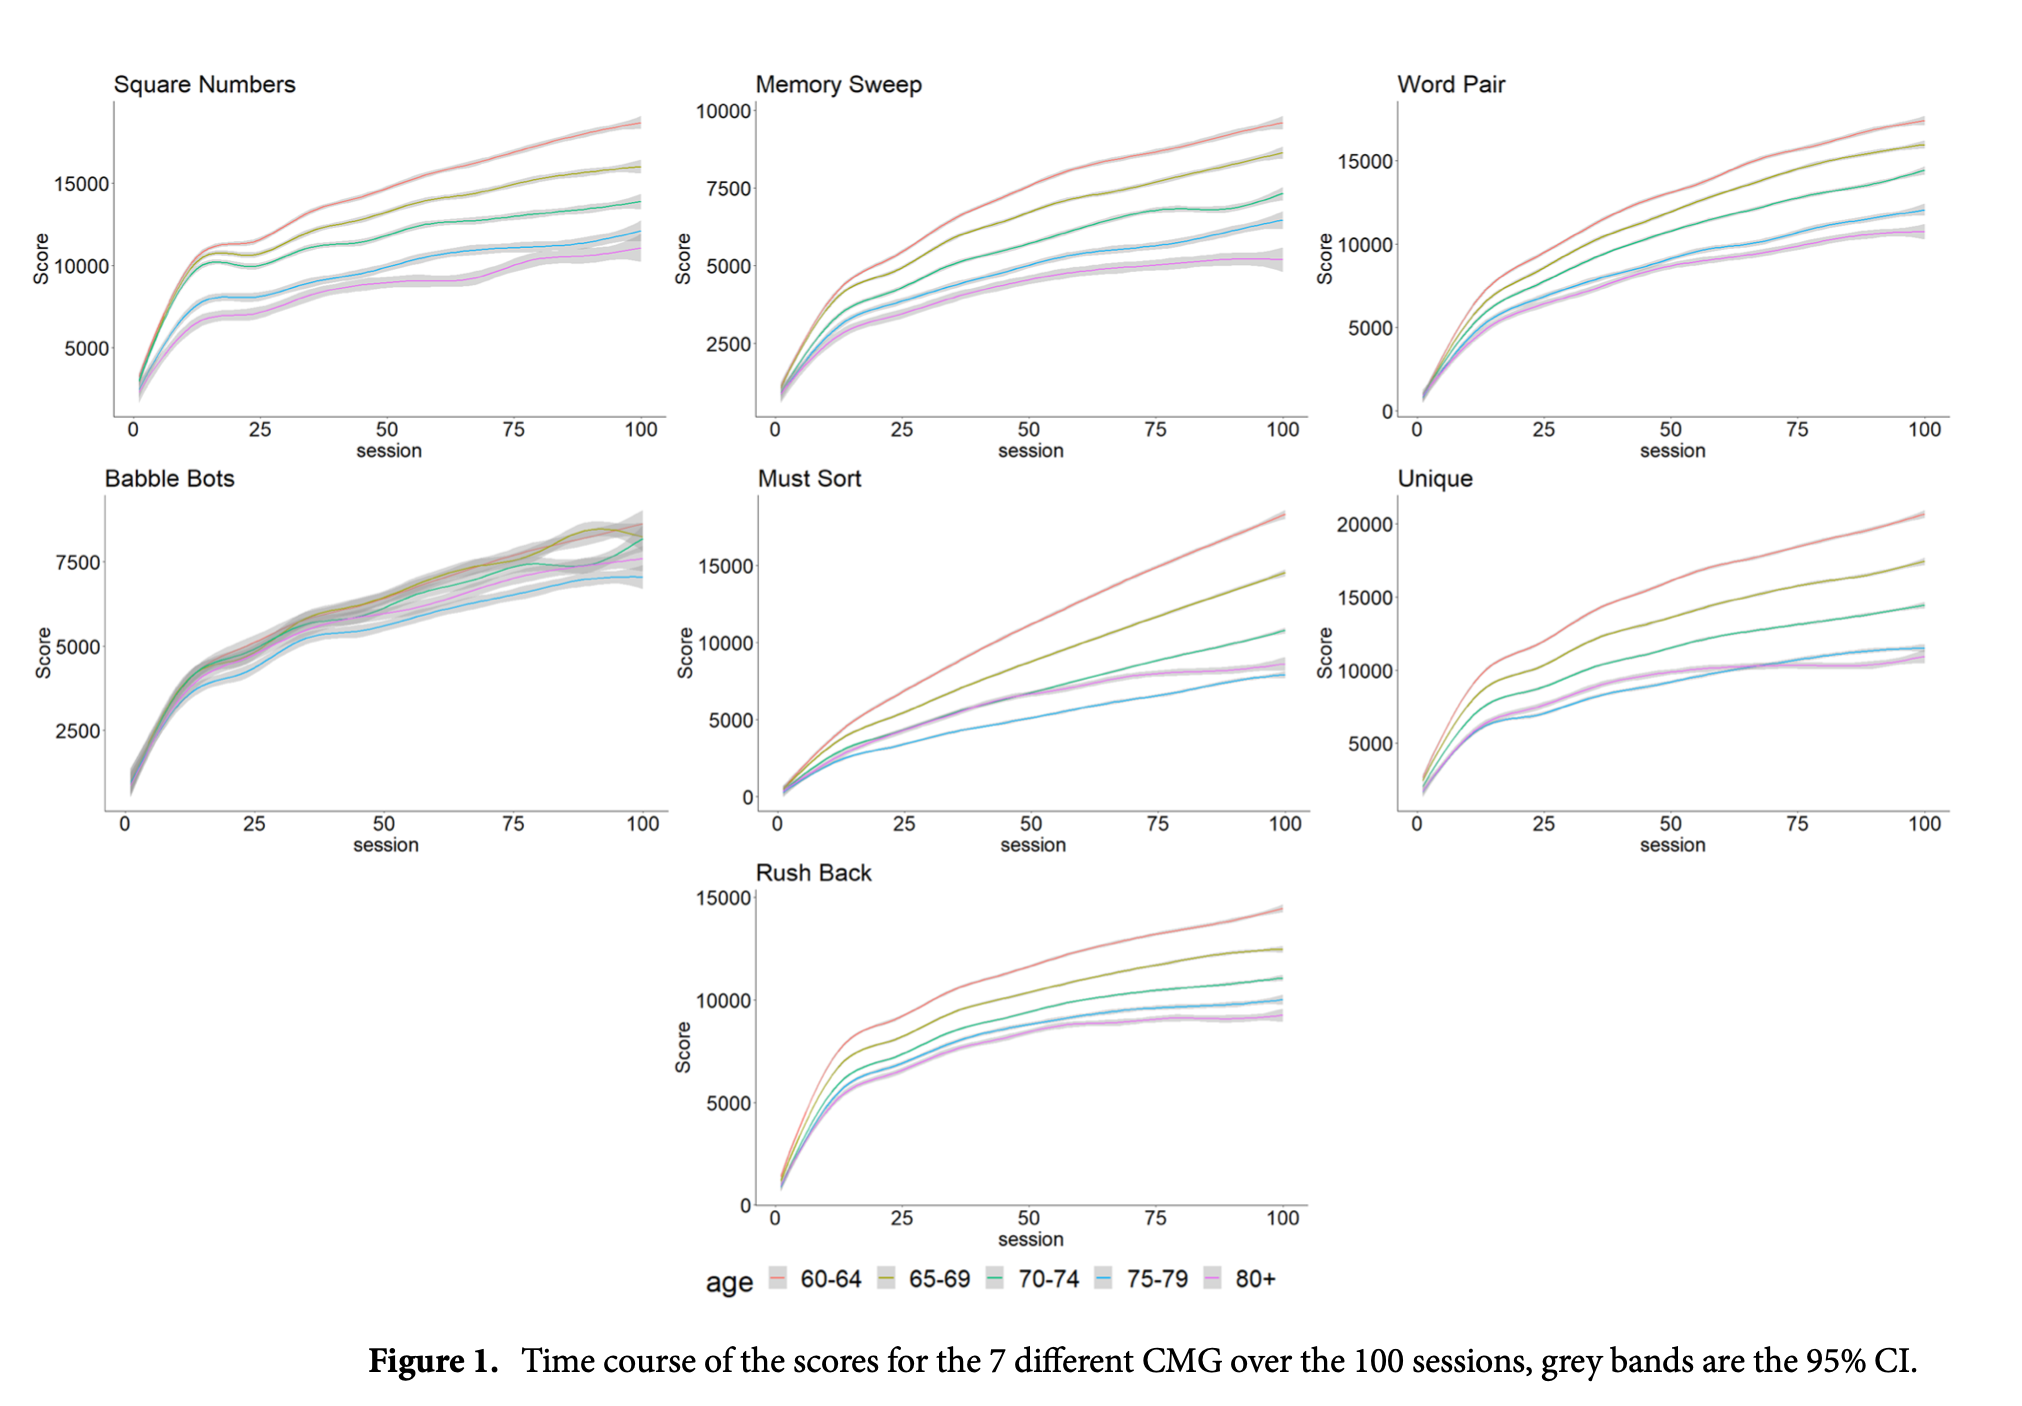 Square Numbers
Score
15000
10000
5000
0 25 50 75 100
session
Memory Sweep
Score
10000
7500
5000
2500
0 25 50 75 100
session
Word Pair
Score
15000
10000
5000
0
0 25 50 75 100
session
Babble Bots
Score
7500
5000
2500
0 25 50 75 100
session
Must Sort
Score
15000
10000
5000
0
0 25 50 75 100
session
Unique
Score
20000
15000
10000
5000
0 25 50 75 100
session
Rush Back
Score
15000
10000
5000
0
0 25 50 75 100
session
age 60-64 65-69 70-74 75-79 80+
Figure 1. Time course of the scores for the 7 different CMG over the 100 sessions, grey bands are the 95% CI.